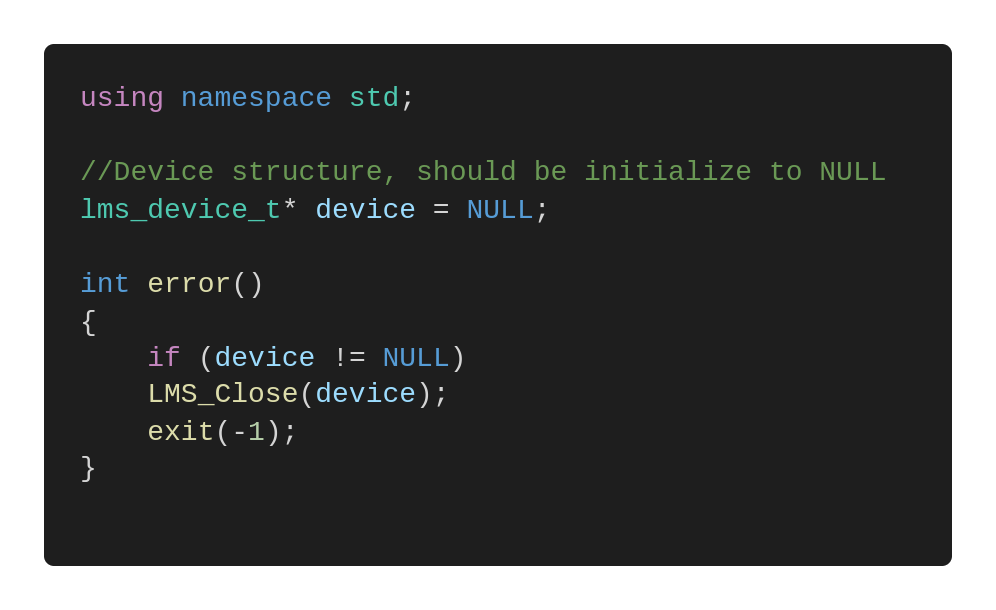 using namespace std;

//Device structure, should be initialize to NULL
lms_device_t* device = NULL;

int error()
{
    if (device != NULL)
    LMS_Close(device);
    exit(-1);
}